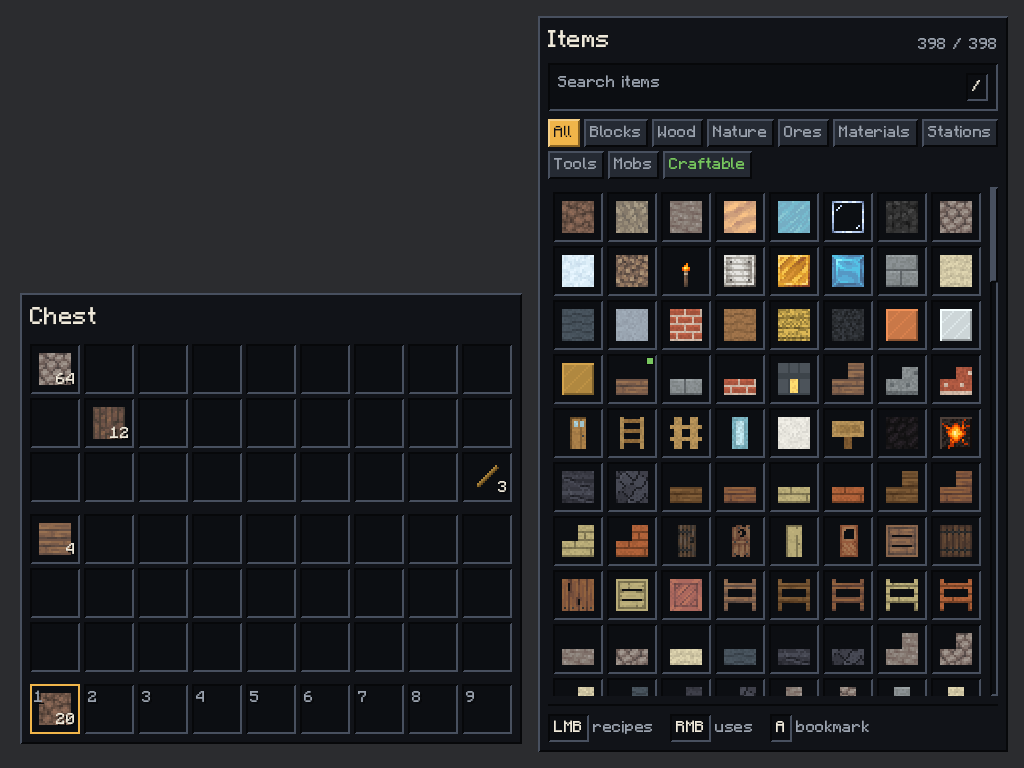 Items
398 / 398
Search items
/
All Blocks Wood Nature Ores Materials Stations
Tools Mobs Craftable
Chest
64
12
3
4
1 2 3 4 5 6 7 8 9
20
LMB recipes RMB uses A bookmark